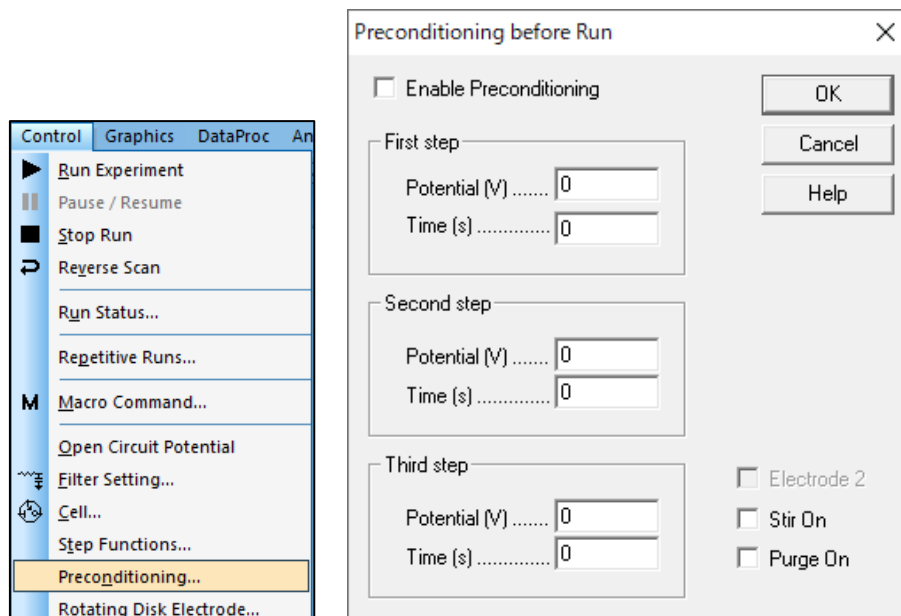 Control Graphics DataProc An
Run Experiment
Pause / Resume
Stop Run
Reverse Scan
Run Status...
Repetitive Runs...
M Macro Command...
Open Circuit Potential
Filter Setting...
Cell...
Step Functions...
Preconditioning...
Rotating Disk Electrode...
Preconditioning before Run
Enable Preconditioning
OK
Cancel
Help
First step
Potential (V) ....... 0
Time (s) .............. 0
Second step
Potential (V) ....... 0
Time (s) .............. 0
Third step
Potential (V) ....... 0
Time (s) .............. 0
Electrode 2
Stir On
Purge On